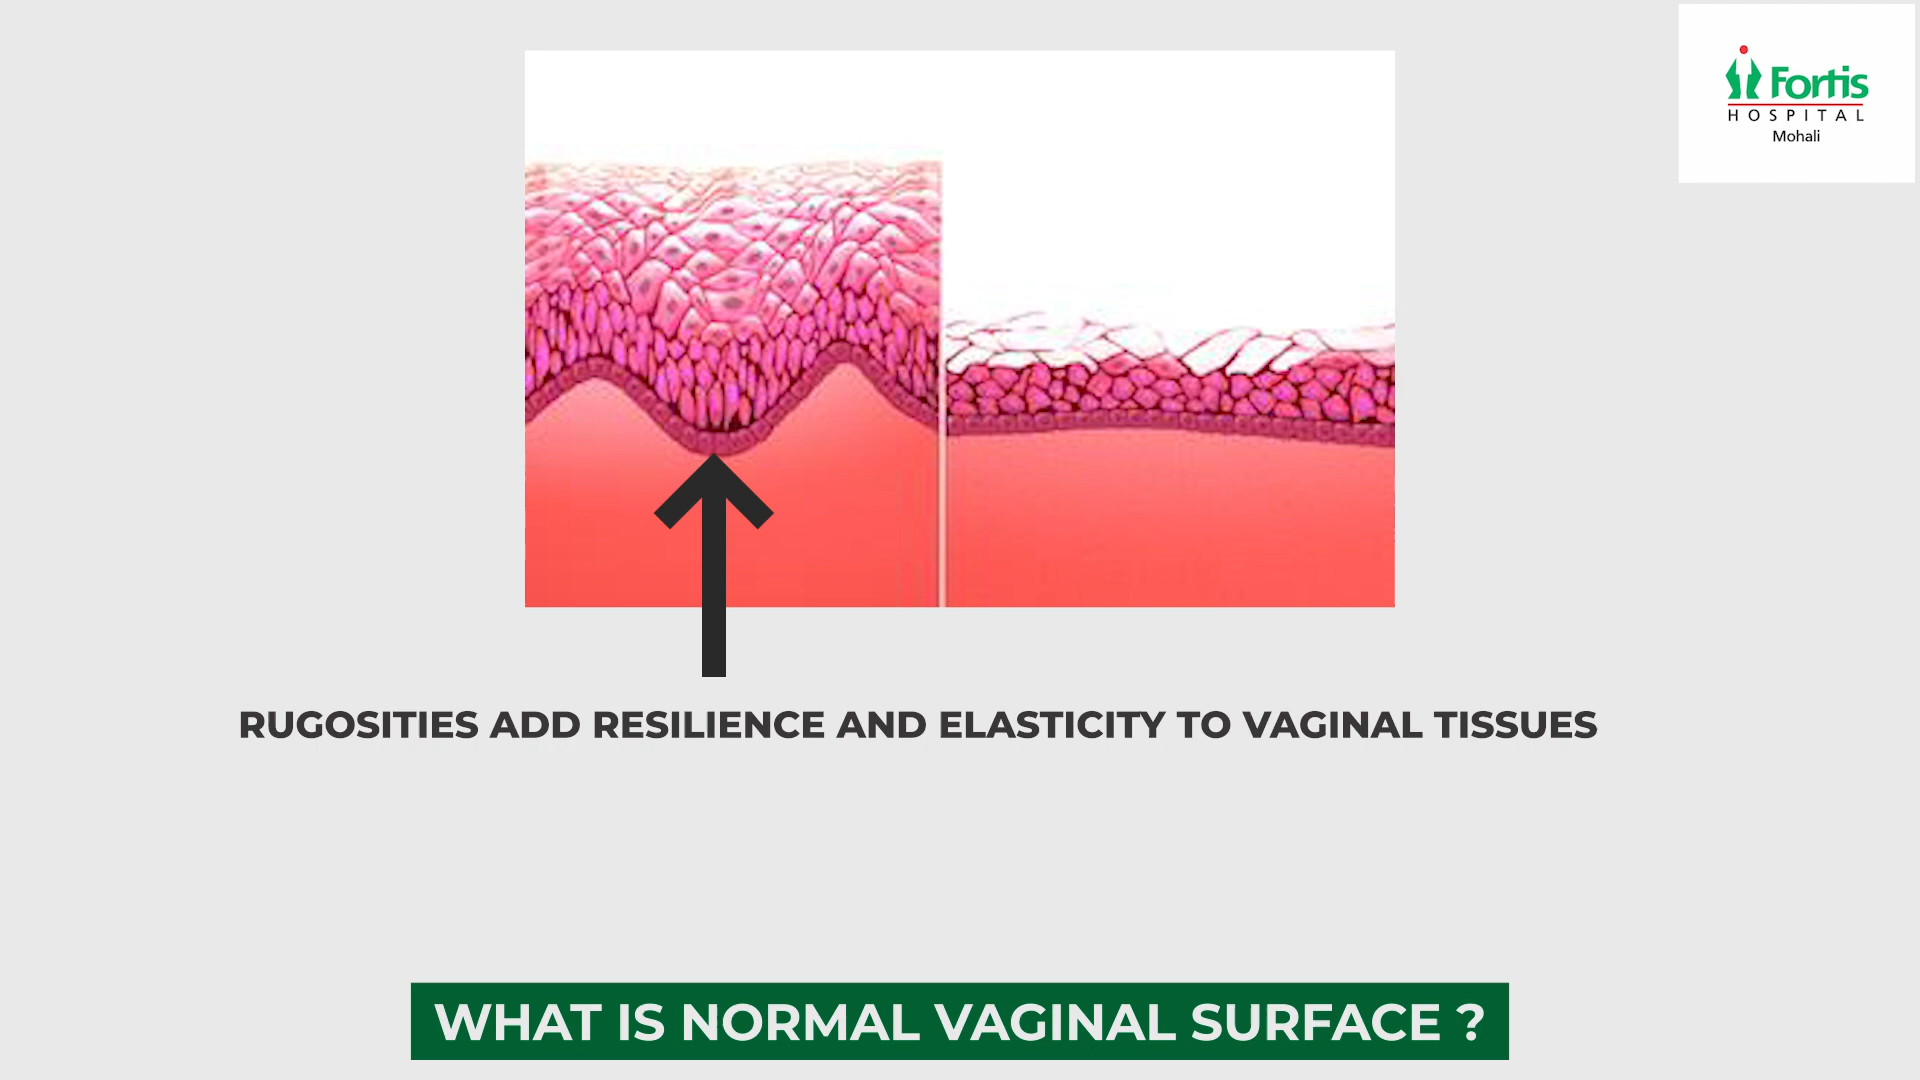 Fortis
HOSPITAL
Mohali
RUGOSITIES ADD RESILIENCE AND ELASTICITY TO VAGINAL TISSUES
WHAT IS NORMAL VAGINAL SURFACE ?